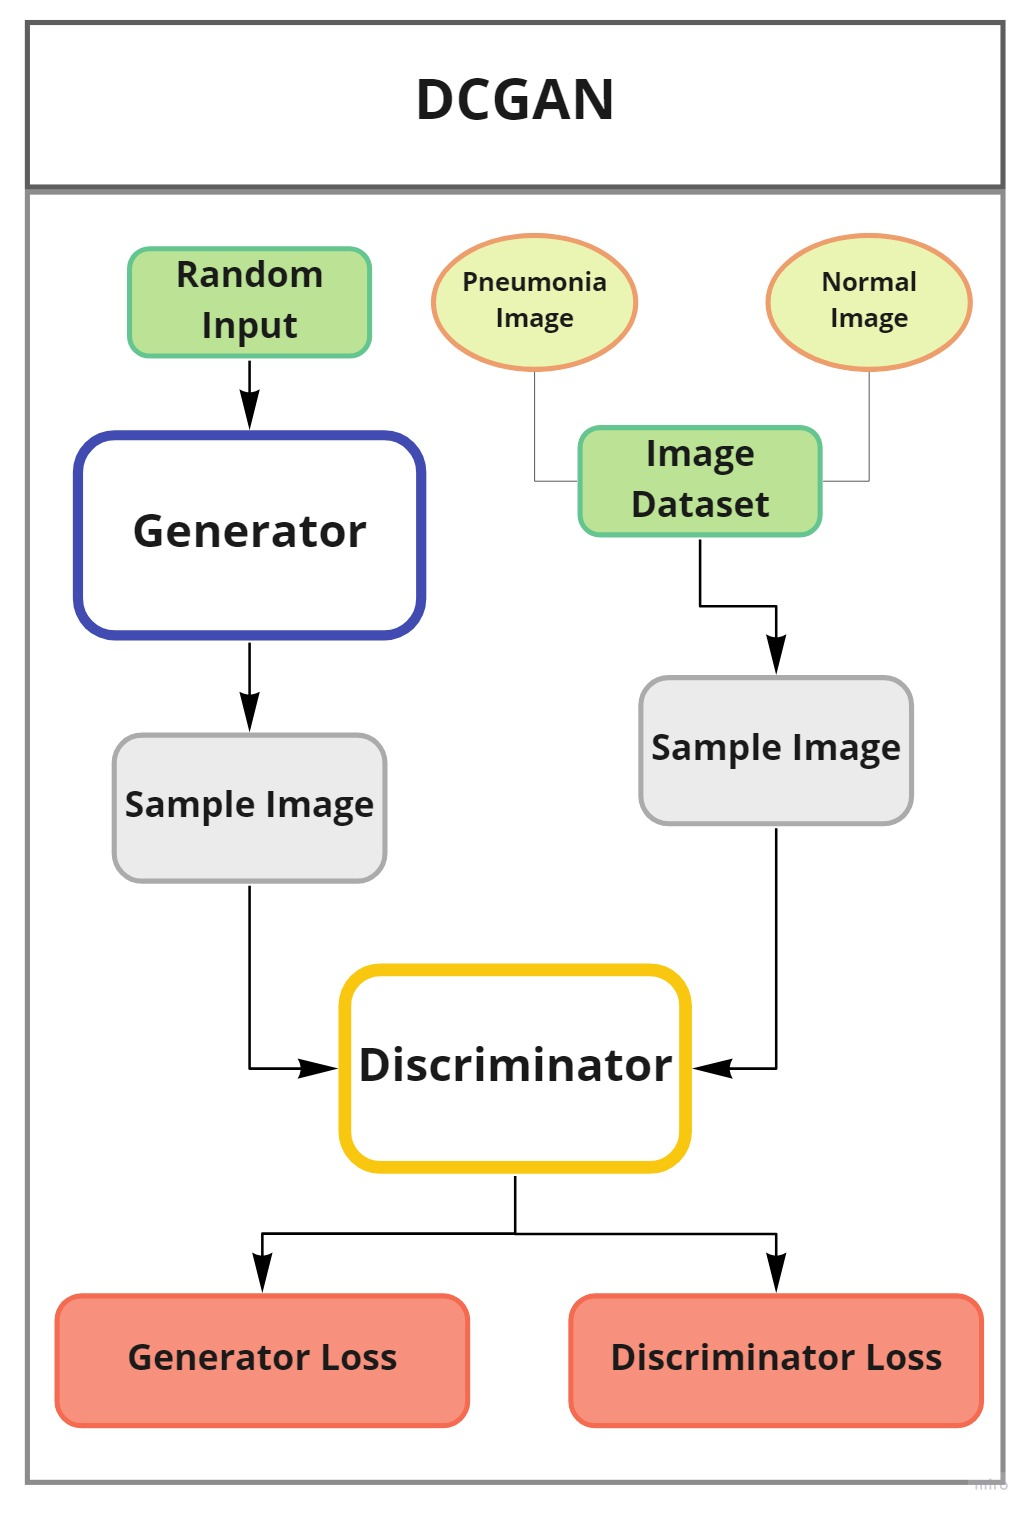 DCGAN
Random
Input
Pneumonia
Image
Normal
Image
Image
Dataset
Generator
Sample Image
Sample Image
Discriminator
Generator Loss
Discriminator Loss
miro